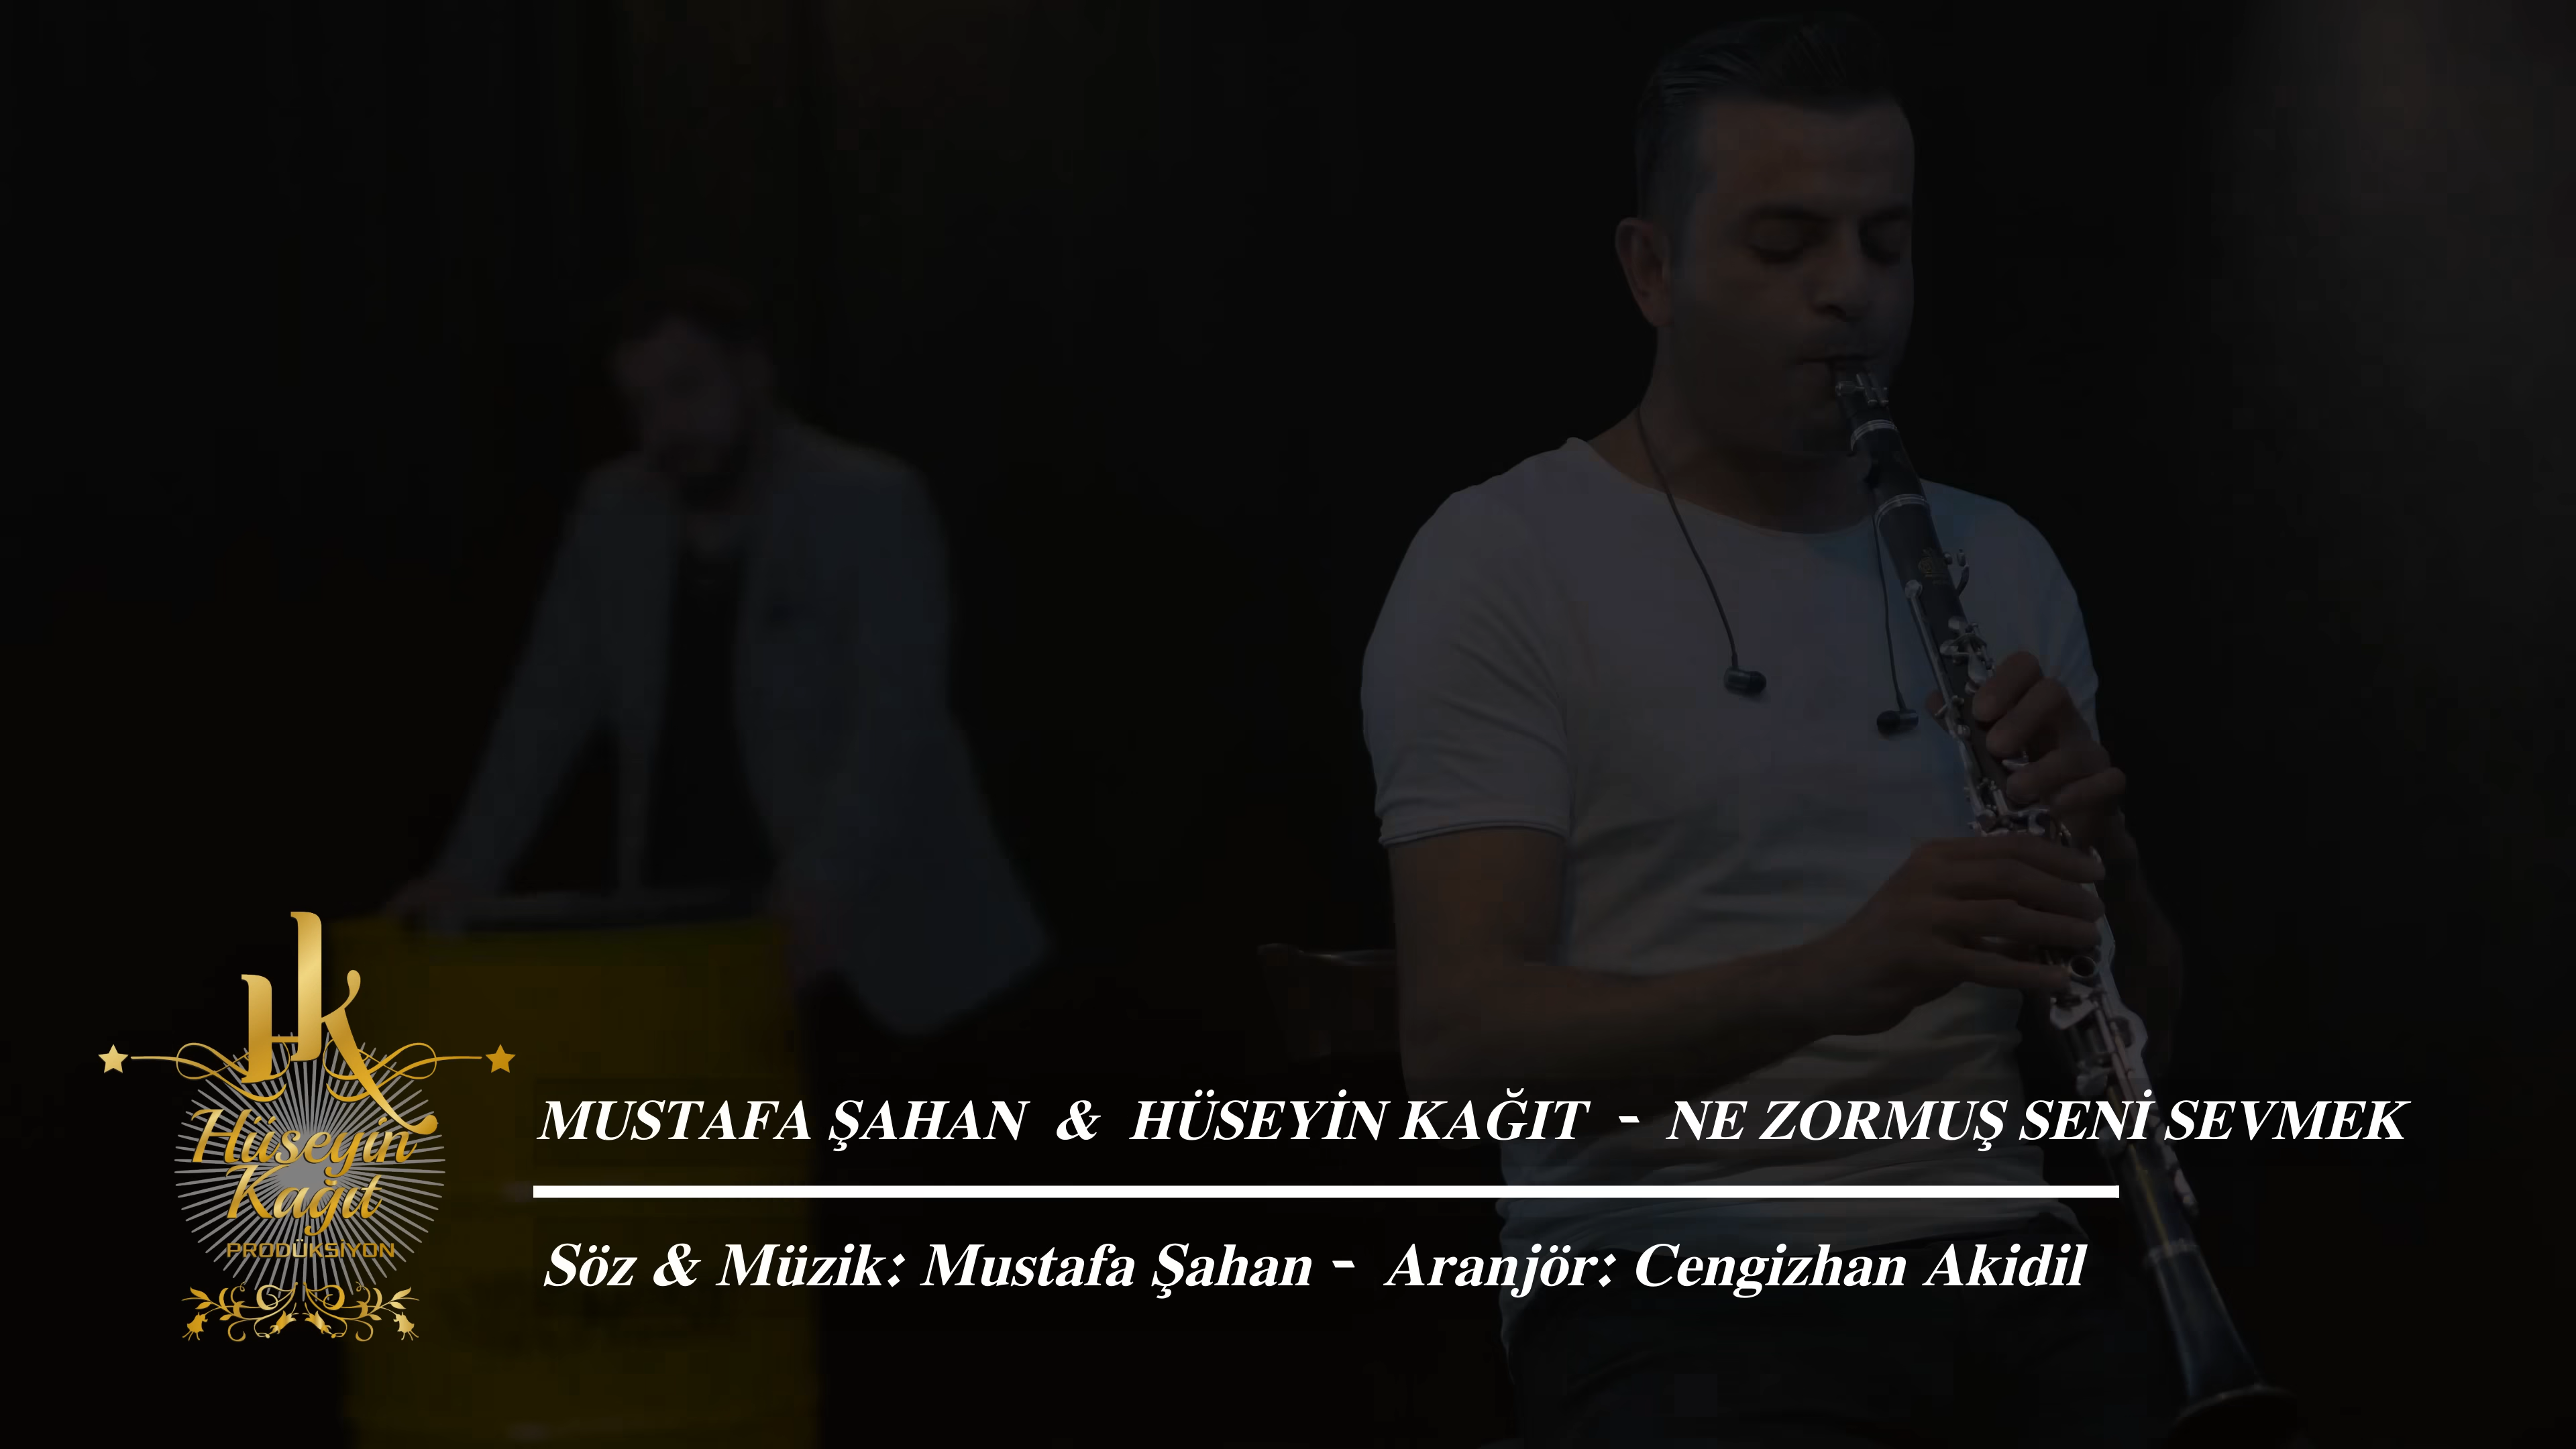 HK
Hüseyin
Kağıt
PRODÜKSİYON
MUSTAFA ŞAHAN & HÜSEYİN KAĞIT - NE ZORMUŞ SENİ SEVMEK
Söz & Müzik: Mustafa Şahan - Aranjör: Cengizhan Akidil